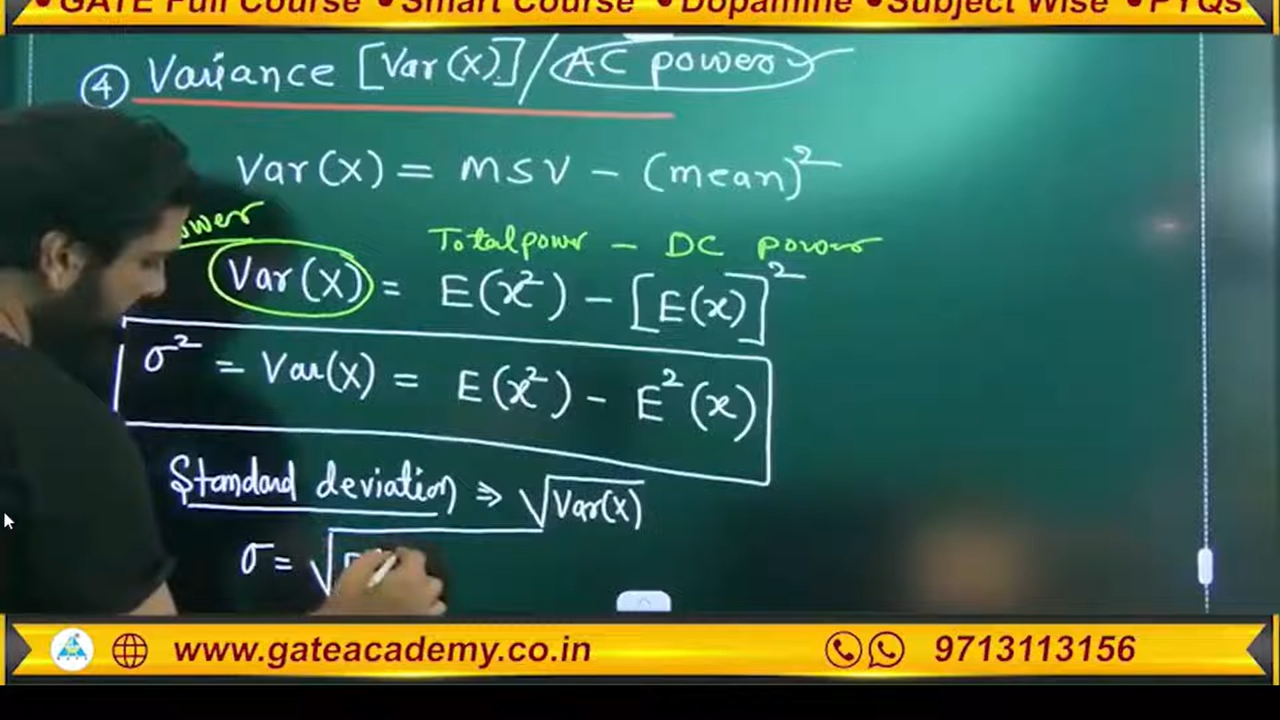 • GATE Full Course • Smart Course • Dopamine • Subject Wise • PYQs
④ Variance [Var(X)] / AC power
Var(X) = MSV - (mean)²
Total power - DC power
Var(X) = E(x²) - [E(x)]²
σ² = Var(X) = E(x²) - E²(x)
Standard deviation ⇒ √Var(X)
σ = √
www.gateacademy.co.in 9713113156